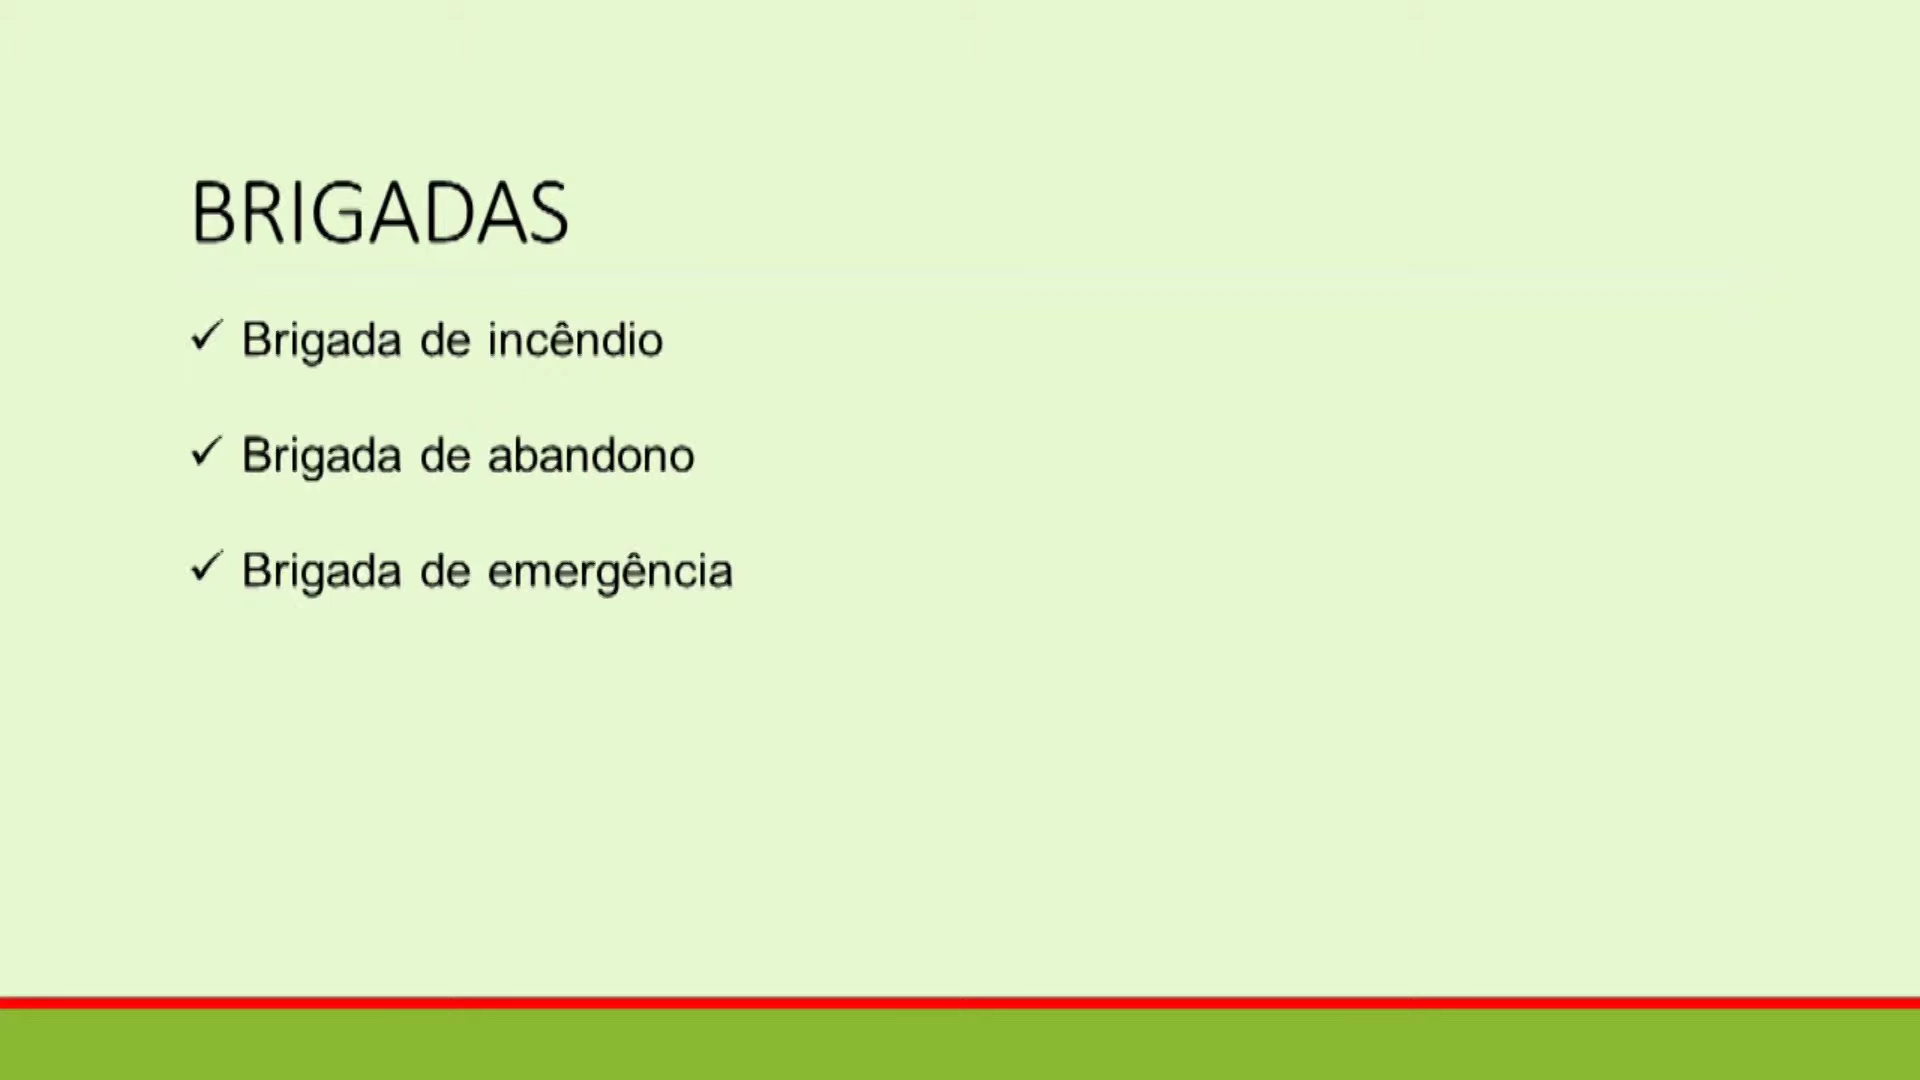 BRIGADAS
✓ Brigada de incêndio
✓ Brigada de abandono
✓ Brigada de emergência